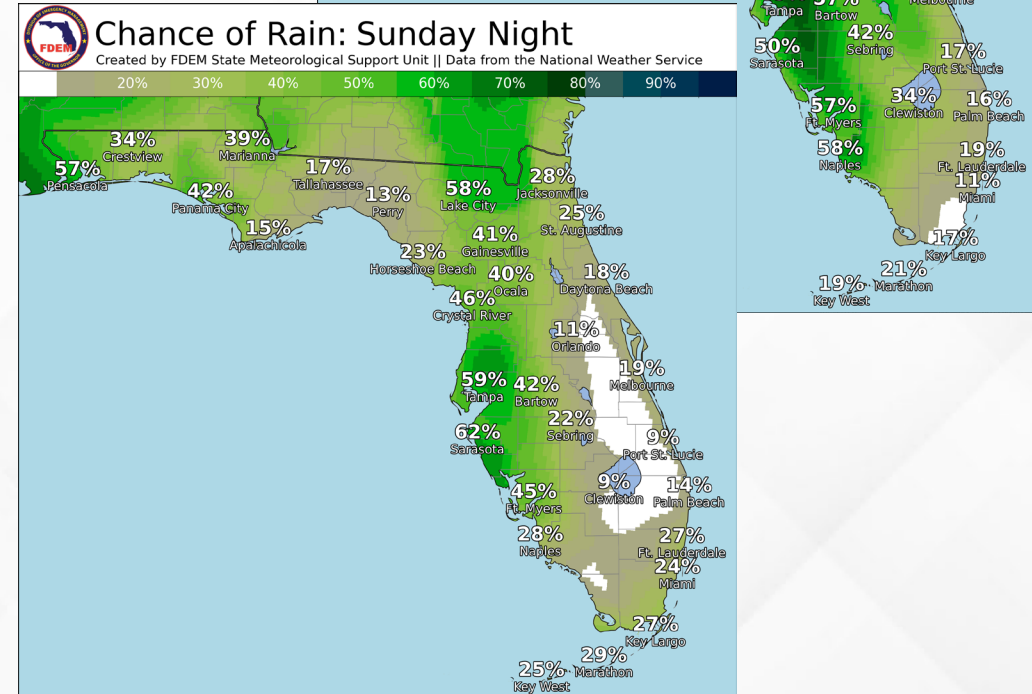 Chance of Rain: Sunday Night
FDEM
Created by FDEM State Meteorological Support Unit || Data from the National Weather Service
20% 30% 40% 50% 60% 70% 80% 90%
34%
Crestview
39%
Marianna
57%
Pensacola
17%
Tallahassee
42%
Panama City
13%
Perry
58%
Lake City
28%
Jacksonville
15%
Apalachicola
25%
St. Augustine
41%
Gainesville
23%
Horseshoe Beach
40%
Ocala
18%
Daytona Beach
46%
Crystal River
11%
Orlando
59%
Tampa
42%
Bartow
19%
Melbourne
62%
Sarasota
22%
Sebring
9%
Port St. Lucie
45%
Ft. Myers
9%
Clewiston
14%
Palm Beach
28%
Naples
27%
Ft. Lauderdale
24%
Miami
27%
Key Largo
29%
Marathon
25%
Key West
Tampa
57%
Bartow
Melbourne
50%
Sarasota
42%
Sebring
17%
Port St. Lucie
57%
Ft. Myers
34%
Clewiston
16%
Palm Beach
58%
Naples
19%
Ft. Lauderdale
11%
Miami
17%
Key Largo
21%
Marathon
19%
Key West